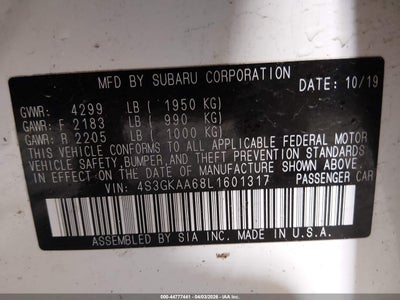 MFD BY SUBARU CORPORATION
DATE: 10/19
GVWR: 4299 LB ( 1950 KG)
GAWR: F 2183 LB ( 990 KG)
GAWR: R 2205 LB ( 1000 KG)
THIS VEHICLE CONFORMS TO ALL APPLICABLE FEDERAL MOTOR
VEHICLE SAFETY, BUMPER, AND THEFT PREVENTION STANDARDS
IN EFFECT ON THE DATE OF MANUFACTURE SHOWN ABOVE.
VIN: 4S3GKAA68L1601317 PASSENGER CAR
ASSEMBLED BY SIA INC. MADE IN U.S.A.
000-44777441 - 04/03/2026 - 00:00